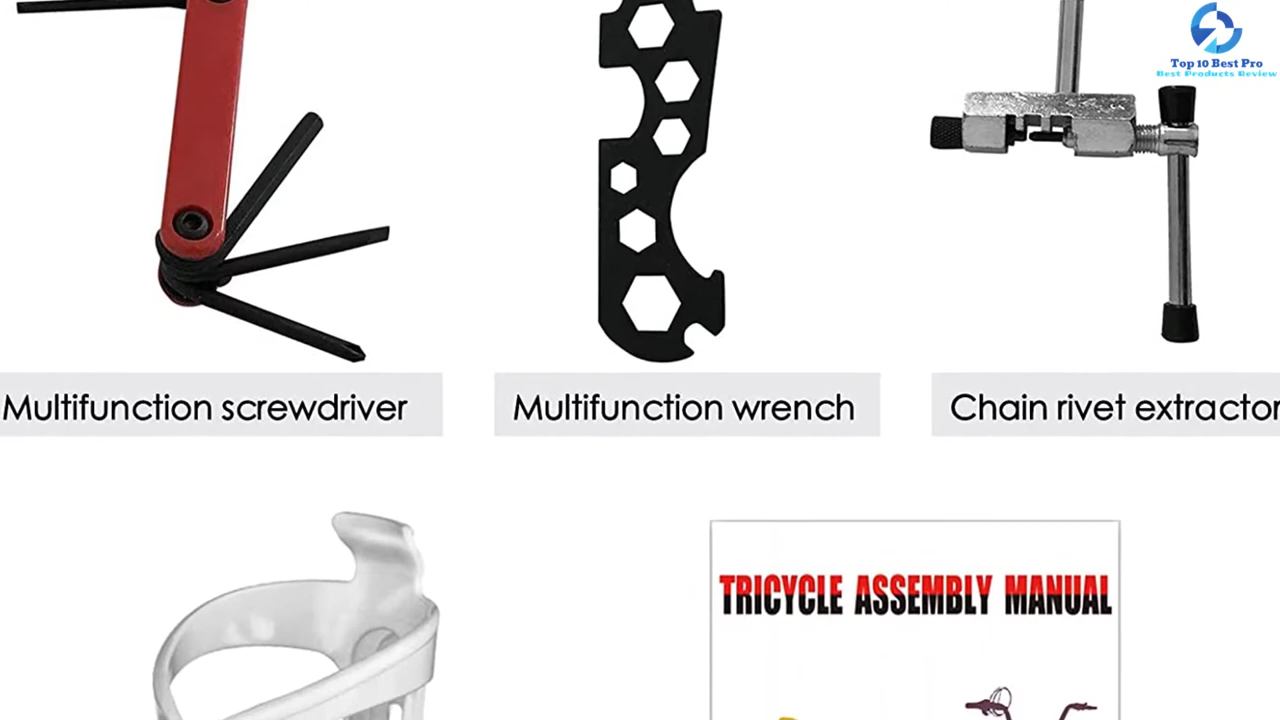 Top 10 Best Pro
Best Products Review
Multifunction screwdriver
Multifunction wrench
Chain rivet extractor
TRICYCLE ASSEMBLY MANUAL